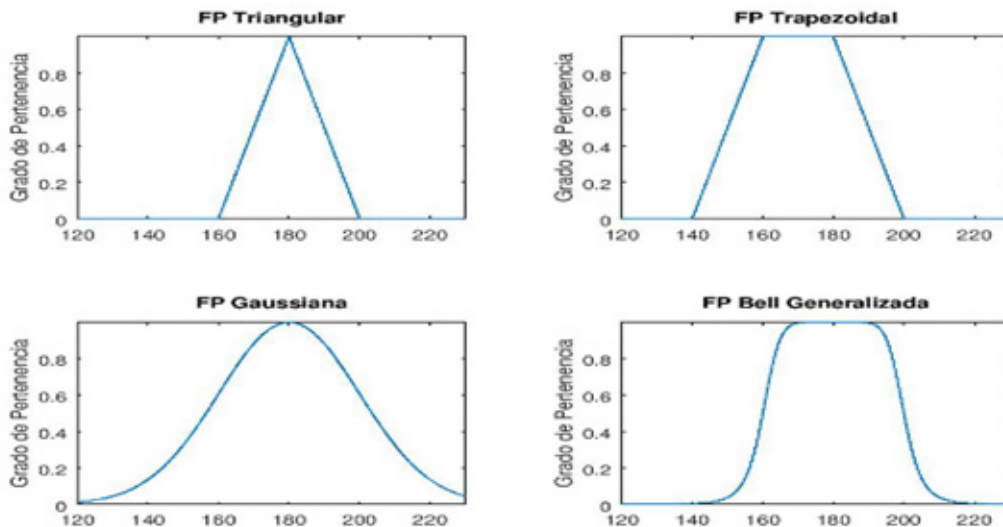 FP Triangular
Grado de Pertenencia
0.8
0.6
0.4
0.2
0
120 140 160 180 200 220
FP Trapezoidal
Grado de Pertenencia
0.8
0.6
0.4
0.2
0
120 140 160 180 200 220
FP Gaussiana
Grado de Pertenencia
0.8
0.6
0.4
0.2
0
120 140 160 180 200 220
FP Bell Generalizada
Grado de Pertenencia
0.8
0.6
0.4
0.2
0
120 140 160 180 200 220